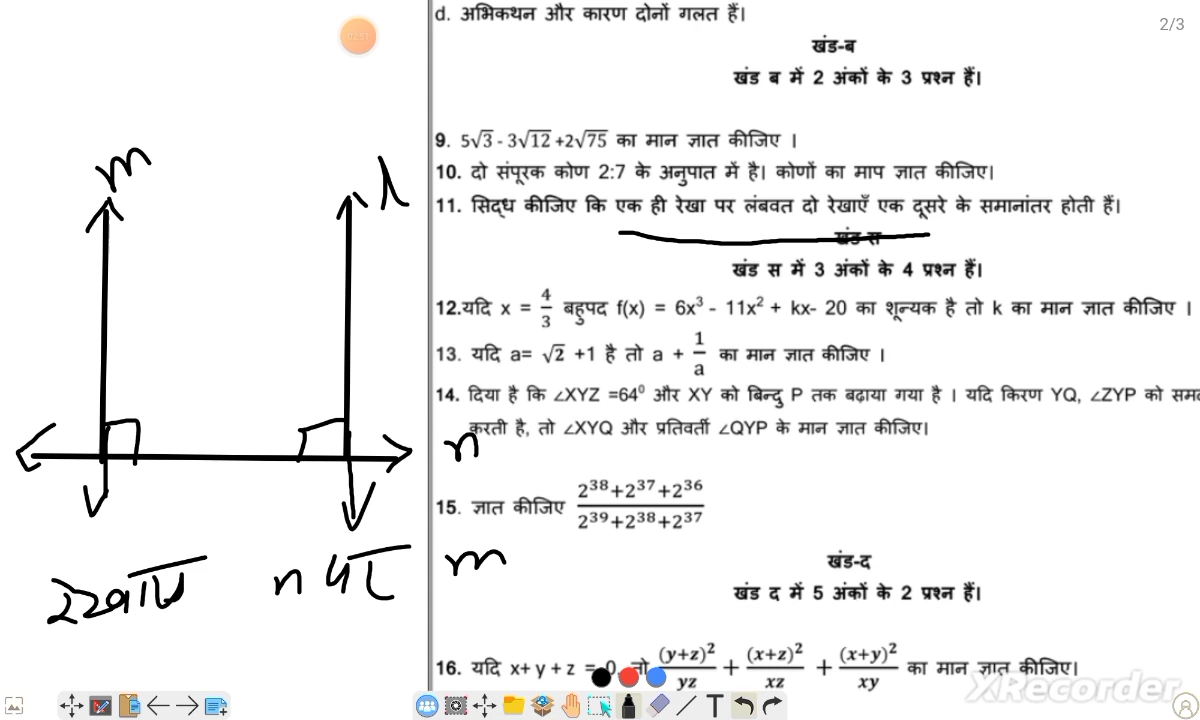 2/3
02:51
d. अभिकथन और कारण दोनों गलत हैं।
खंड-ब
खंड ब में 2 अंकों के 3 प्रश्न हैं।
9. 5√3 - 3√12 +2√75 का मान ज्ञात कीजिए ।
10. दो संपूरक कोण 2:7 के अनुपात में है। कोणों का माप ज्ञात कीजिए।
11. सिद्ध कीजिए कि एक ही रेखा पर लंबवत दो रेखाएँ एक दूसरे के समानांतर होती हैं।
खंड-स
खंड स में 3 अंकों के 4 प्रश्न हैं।
12.यदि x = 4/3 बहुपद f(x) = 6x³ - 11x² + kx- 20 का शून्यक है तो k का मान ज्ञात कीजिए ।
13. यदि a= √2 +1 है तो a + 1/a का मान ज्ञात कीजिए ।
14. दिया है कि ∠XYZ =64⁰ और XY को बिन्दु P तक बढ़ाया गया है । यदि किरण YQ, ∠ZYP को
करती है, तो ∠XYQ और प्रतिवर्ती ∠QYP के मान ज्ञात कीजिए।
15. ज्ञात कीजिए (2³⁸+2³⁷+2³⁶)/(2³⁹+2³⁸+2³⁷)
खंड-द
खंड द में 5 अंकों के 2 प्रश्न हैं।
16. यदि x+ y + z = 0, तो (y+z)²/yz + (x+z)²/xz + (x+y)²/xy का मान ज्ञात कीजिए।
m
l
n
n पर m
XRecorder